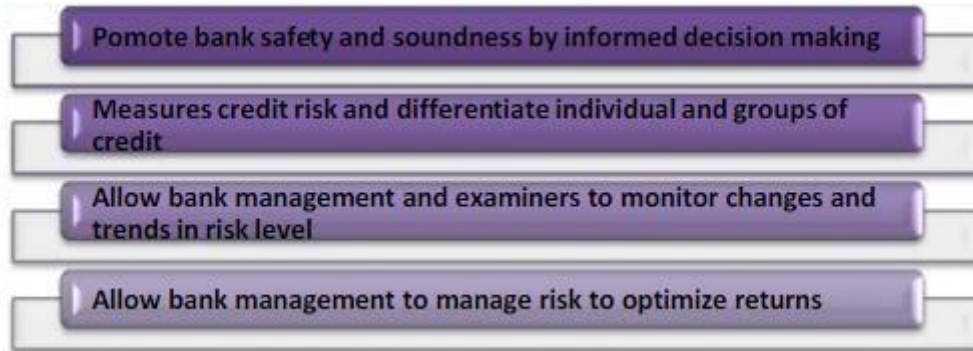 Pomote bank safety and soundness by informed decision making
Measures credit risk and differentiate individual and groups of
credit
Allow bank management and examiners to monitor changes and
trends in risk level
Allow bank management to manage risk to optimize returns